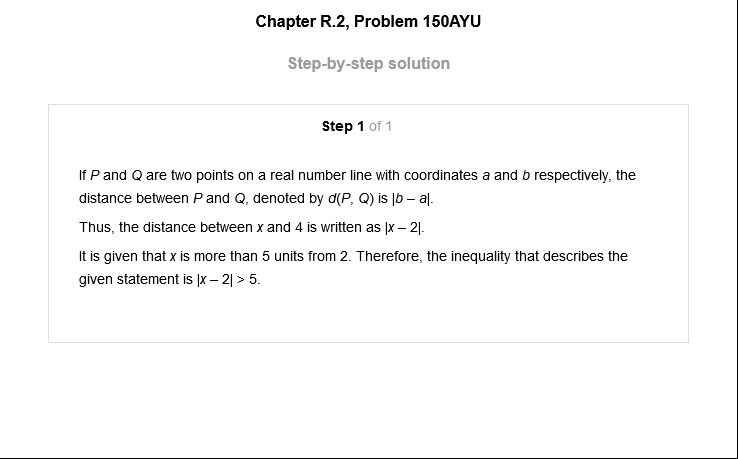 Chapter R.2, Problem 150AYU
Step-by-step solution
Step 1 of 1
If P and Q are two points on a real number line with coordinates a and b respectively, the
distance between P and Q, denoted by d(P, Q) is |b – a|.
Thus, the distance between x and 4 is written as |x – 2|.
It is given that x is more than 5 units from 2. Therefore, the inequality that describes the
given statement is |x – 2| > 5.